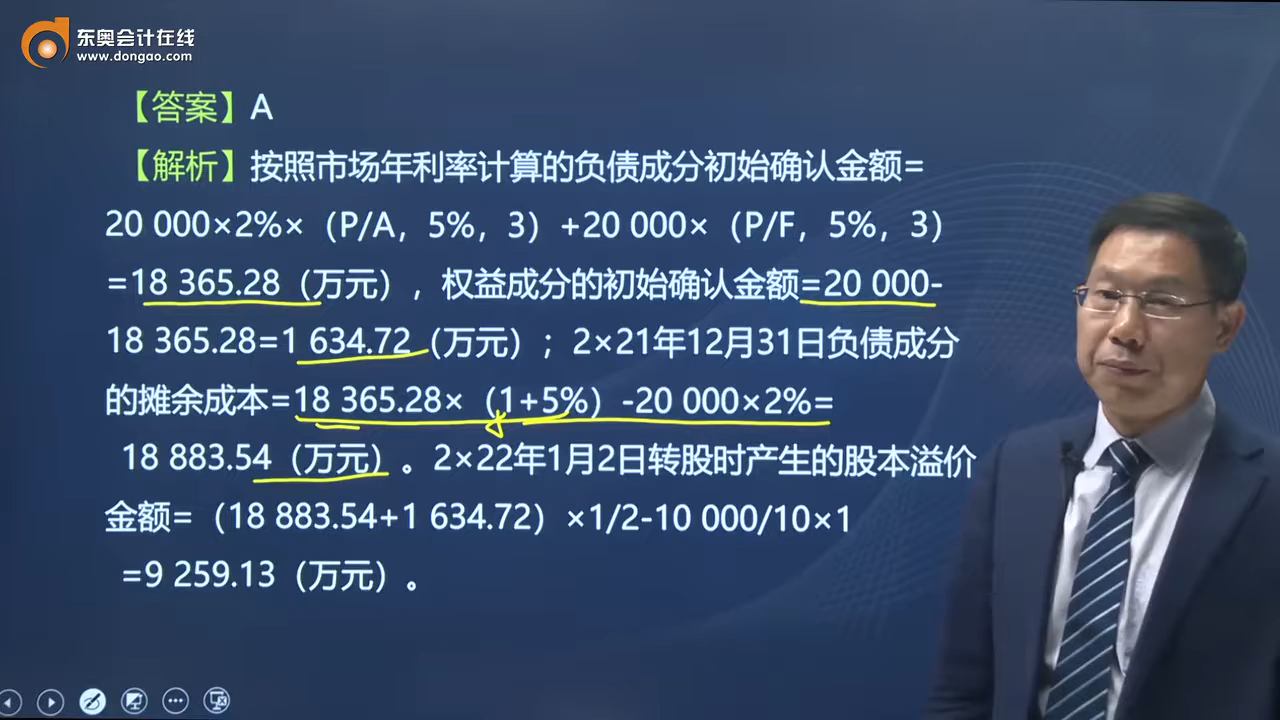 东奥会计在线
www.dongao.com
【答案】A
【解析】按照市场年利率计算的负债成分初始确认金额=
20 000×2%×（P/A，5%，3）+20 000×（P/F，5%，3）
=18 365.28（万元），权益成分的初始确认金额=20 000-
18 365.28=1 634.72（万元）；2×21年12月31日负债成分
的摊余成本=18 365.28×（1+5%）-20 000×2%=
18 883.54（万元）。2×22年1月2日转股时产生的股本溢价
金额=（18 883.54+1 634.72）×1/2-10 000/10×1
=9 259.13（万元）。